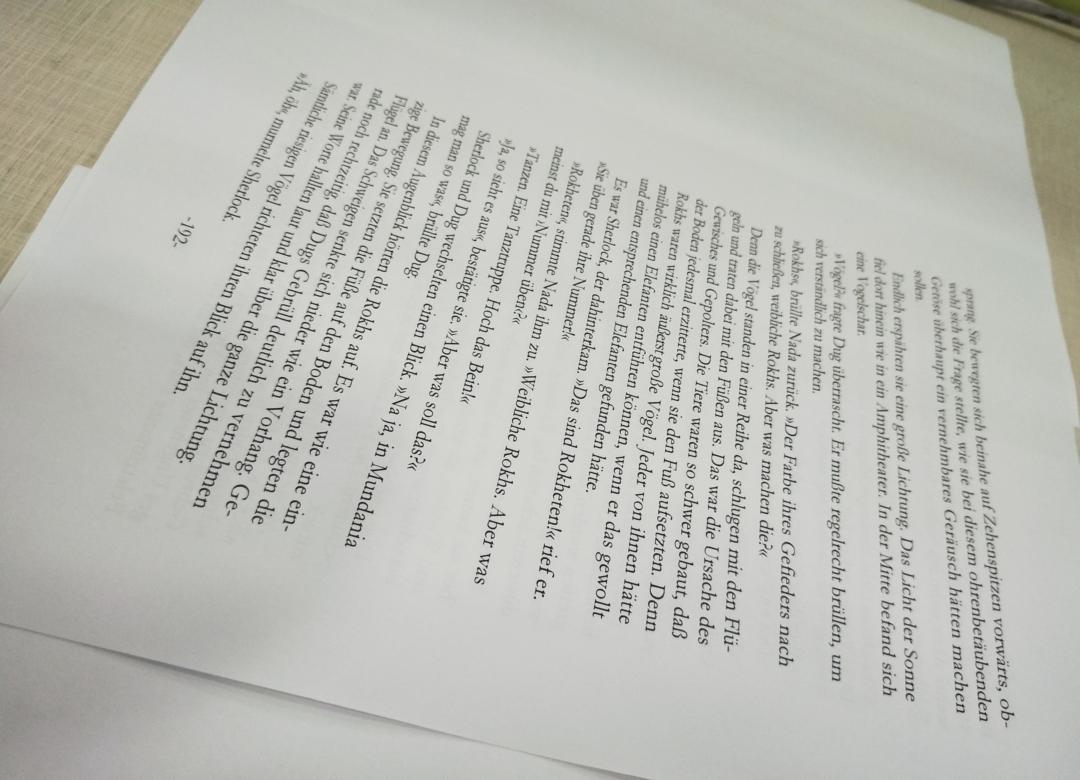 sprang. Sie bewegten sich beinahe auf Zehenspitzen vorwärts, ob-
wohl sich die Frage stellte, wie sie bei diesem ohrenbetäubenden
Getöse überhaupt ein vernehmbares Geräusch hätten machen
sollen.
Endlich erspähten sie eine große Lichtung. Das Licht der Sonne
fiel dort hinein wie in ein Amphitheater. In der Mitte befand sich
eine Vogelschar.
»Vögel?« fragte Dug überrascht. Er mußte regelrecht brüllen, um
sich verständlich zu machen.
»Rokhs«, brüllte Nada zurück. »Der Farbe ihres Gefieders nach
zu schließen, weibliche Rokhs. Aber was machen die?«
Denn die Vögel standen in einer Reihe da, schlugen mit den Flü-
geln und traten dabei mit den Füßen aus. Das war die Ursache des
Gewisches und Gepolters. Die Tiere waren so schwer gebaut, daß
der Boden jedesmal erzitterte, wenn sie den Fuß aufsetzten. Denn
Rokhs waren wirklich äußerst große Vögel. Jeder von ihnen hätte
mühelos einen Elefanten entführen können, wenn er das gewollt
und einen entsprechenden Elefanten gefunden hätte.
Es war Sherlock, der dahinterkam. »Das sind Rokheten!« rief er.
»Sie üben gerade ihre Nummer!«
»Rokheten«, stimmte Nada ihm zu. »Weibliche Rokhs. Aber was
meinst du mit ›Nummer üben‹?«
»Tanzen. Eine Tanztruppe. Hoch das Bein!«
»Ja, so sieht es aus«, bestätigte sie. »Aber was soll das?«
Sherlock und Dug wechselten einen Blick. »Na ja, in Mundania
mag man so was«, brüllte Dug.
In diesem Augenblick hörten die Rokhs auf. Es war wie eine ein-
zige Bewegung. Sie setzten die Füße auf den Boden und legten die
Flügel an. Das Schweigen senkte sich nieder wie ein Vorhang. Ge-
rade noch rechtzeitig, daß Dugs Gebrüll deutlich zu vernehmen
war. Seine Worte hallten laut und klar über die ganze Lichtung.
Sämtliche riesigen Vögel richteten ihren Blick auf ihn.
»Äh, öh«, murmelte Sherlock.
-192-